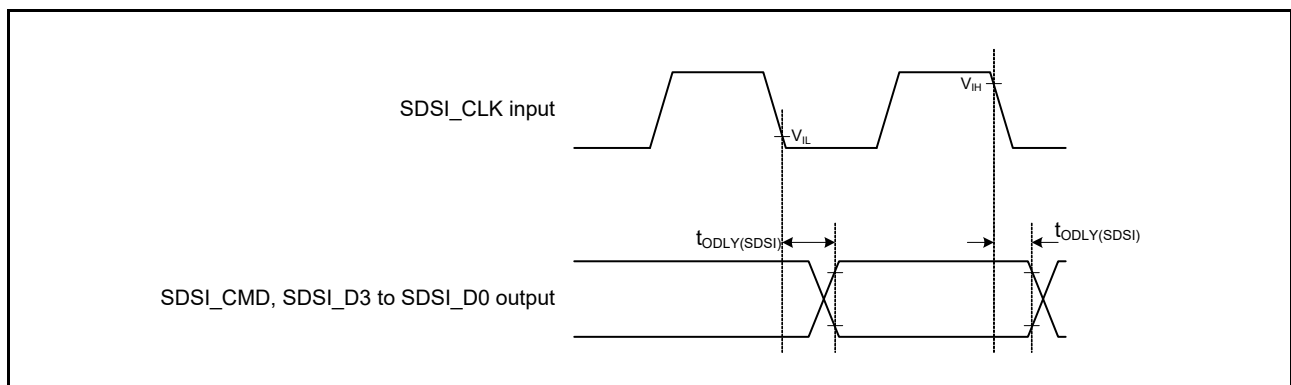 SDSI_CLK input
VIH
VIL
tODLY(SDSI)
tODLY(SDSI)
SDSI_CMD, SDSI_D3 to SDSI_D0 output